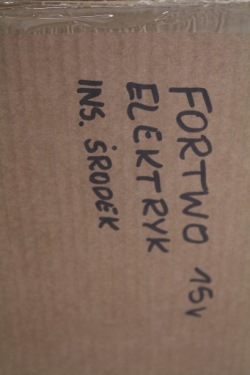 FORTWO 15V
ELEKTRYK
INS. ŚRODEK